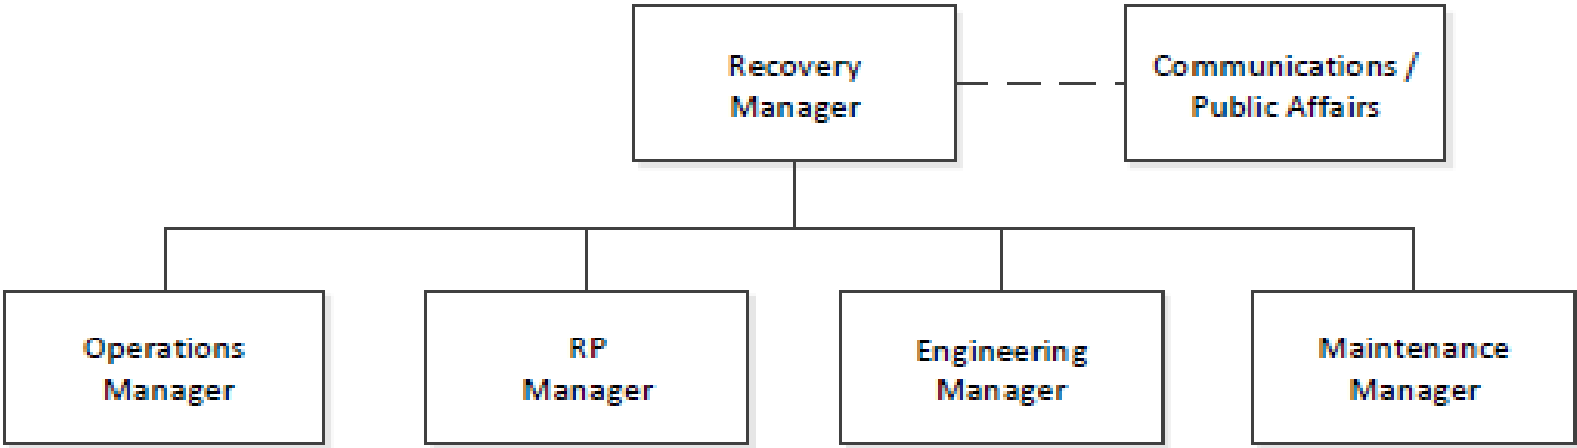 Recovery
Manager
Communications /
Public Affairs
Operations
Manager
RP
Manager
Engineering
Manager
Maintenance
Manager